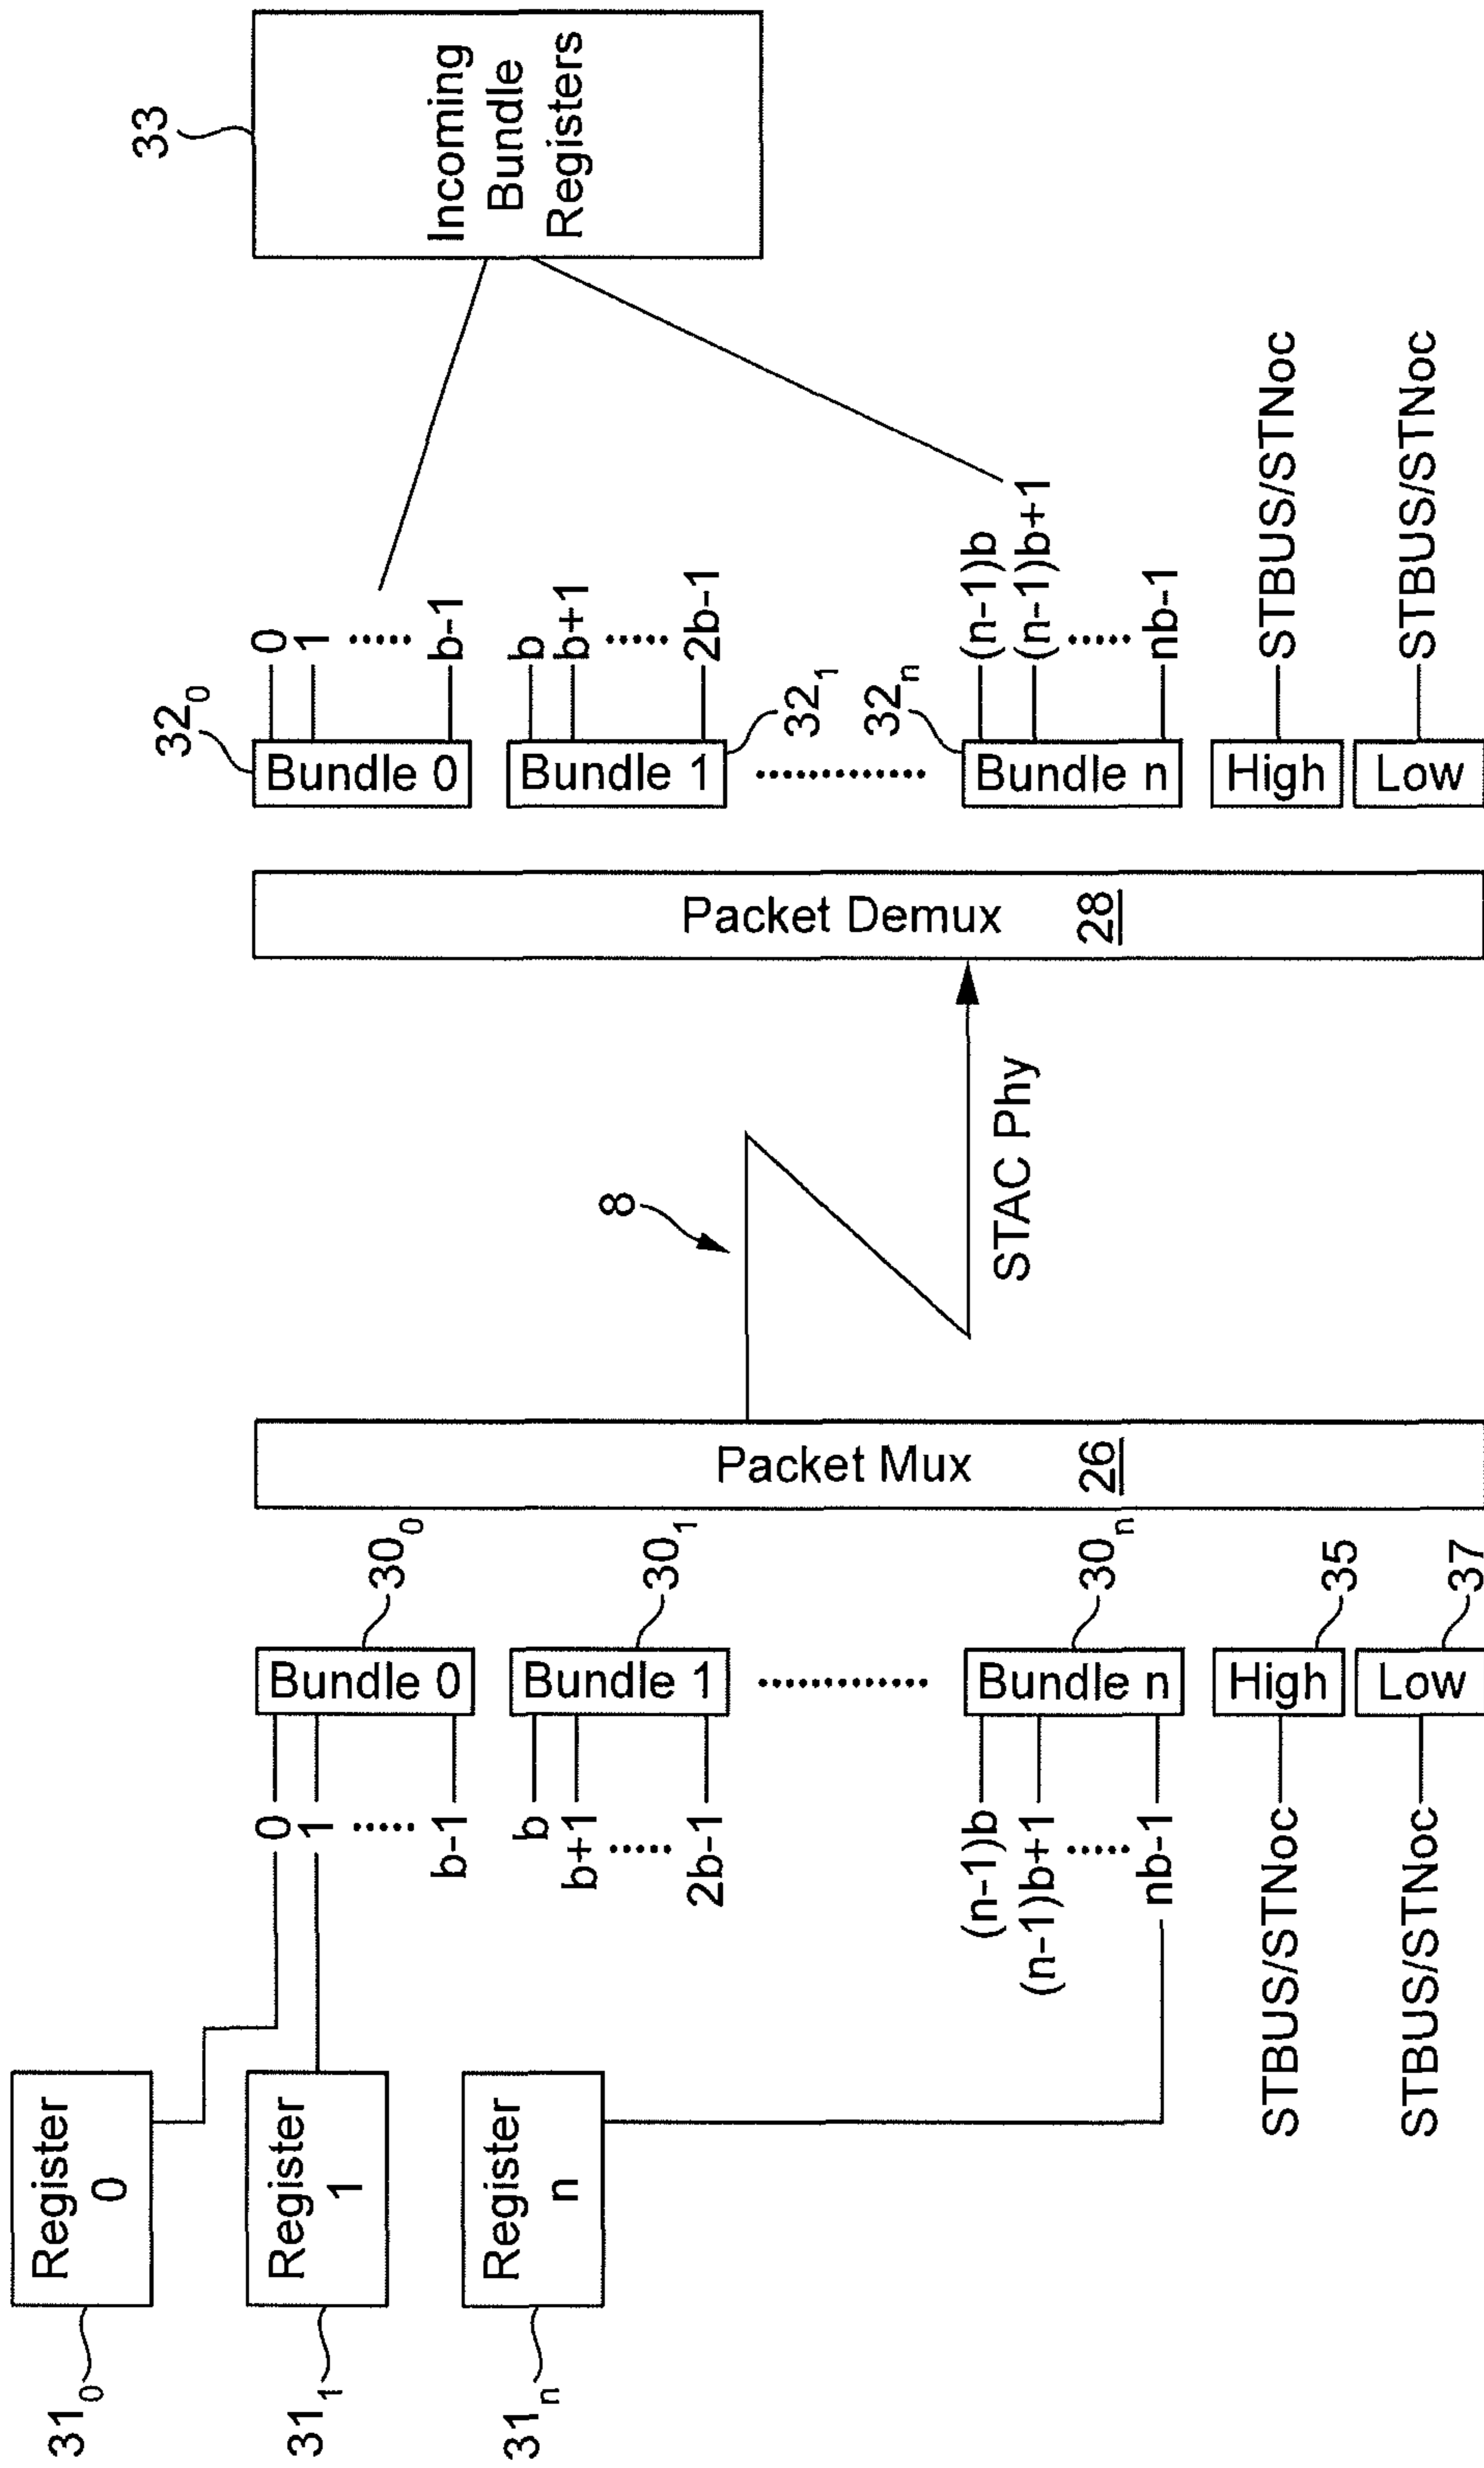 31₀
Register
0
31₁
Register
1
31ₙ
Register
n
0
1
b-1
b
b+1
2b-1
(n-1)b
(n-1)b+1
nb-1
STBUS/STNoc
STBUS/STNoc
Bundle 0
30₀
Bundle 1
30₁
Bundle n
30ₙ
High
35
Low
37
Packet Mux
26
8
STAC Phy
Packet Demux
28
32₀
Bundle 0
Bundle 1
32₁
32ₙ
Bundle n
High
Low
0
1
b-1
b
b+1
2b-1
(n-1)b
(n-1)b+1
nb-1
STBUS/STNoc
STBUS/STNoc
33
Incoming
Bundle
Registers